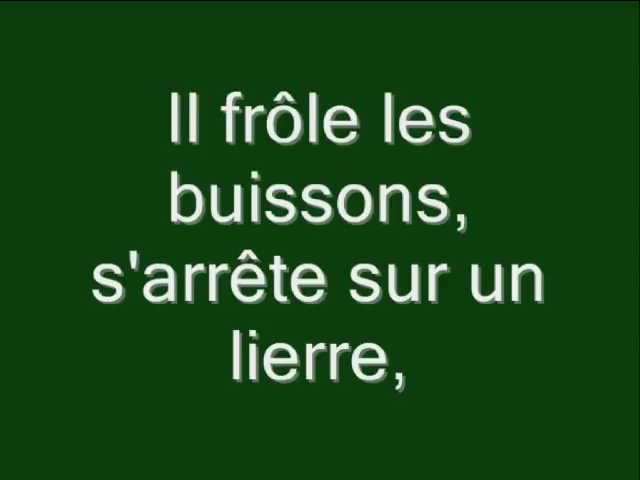 Il frôle les
buissons,
s'arrête sur un
lierre,